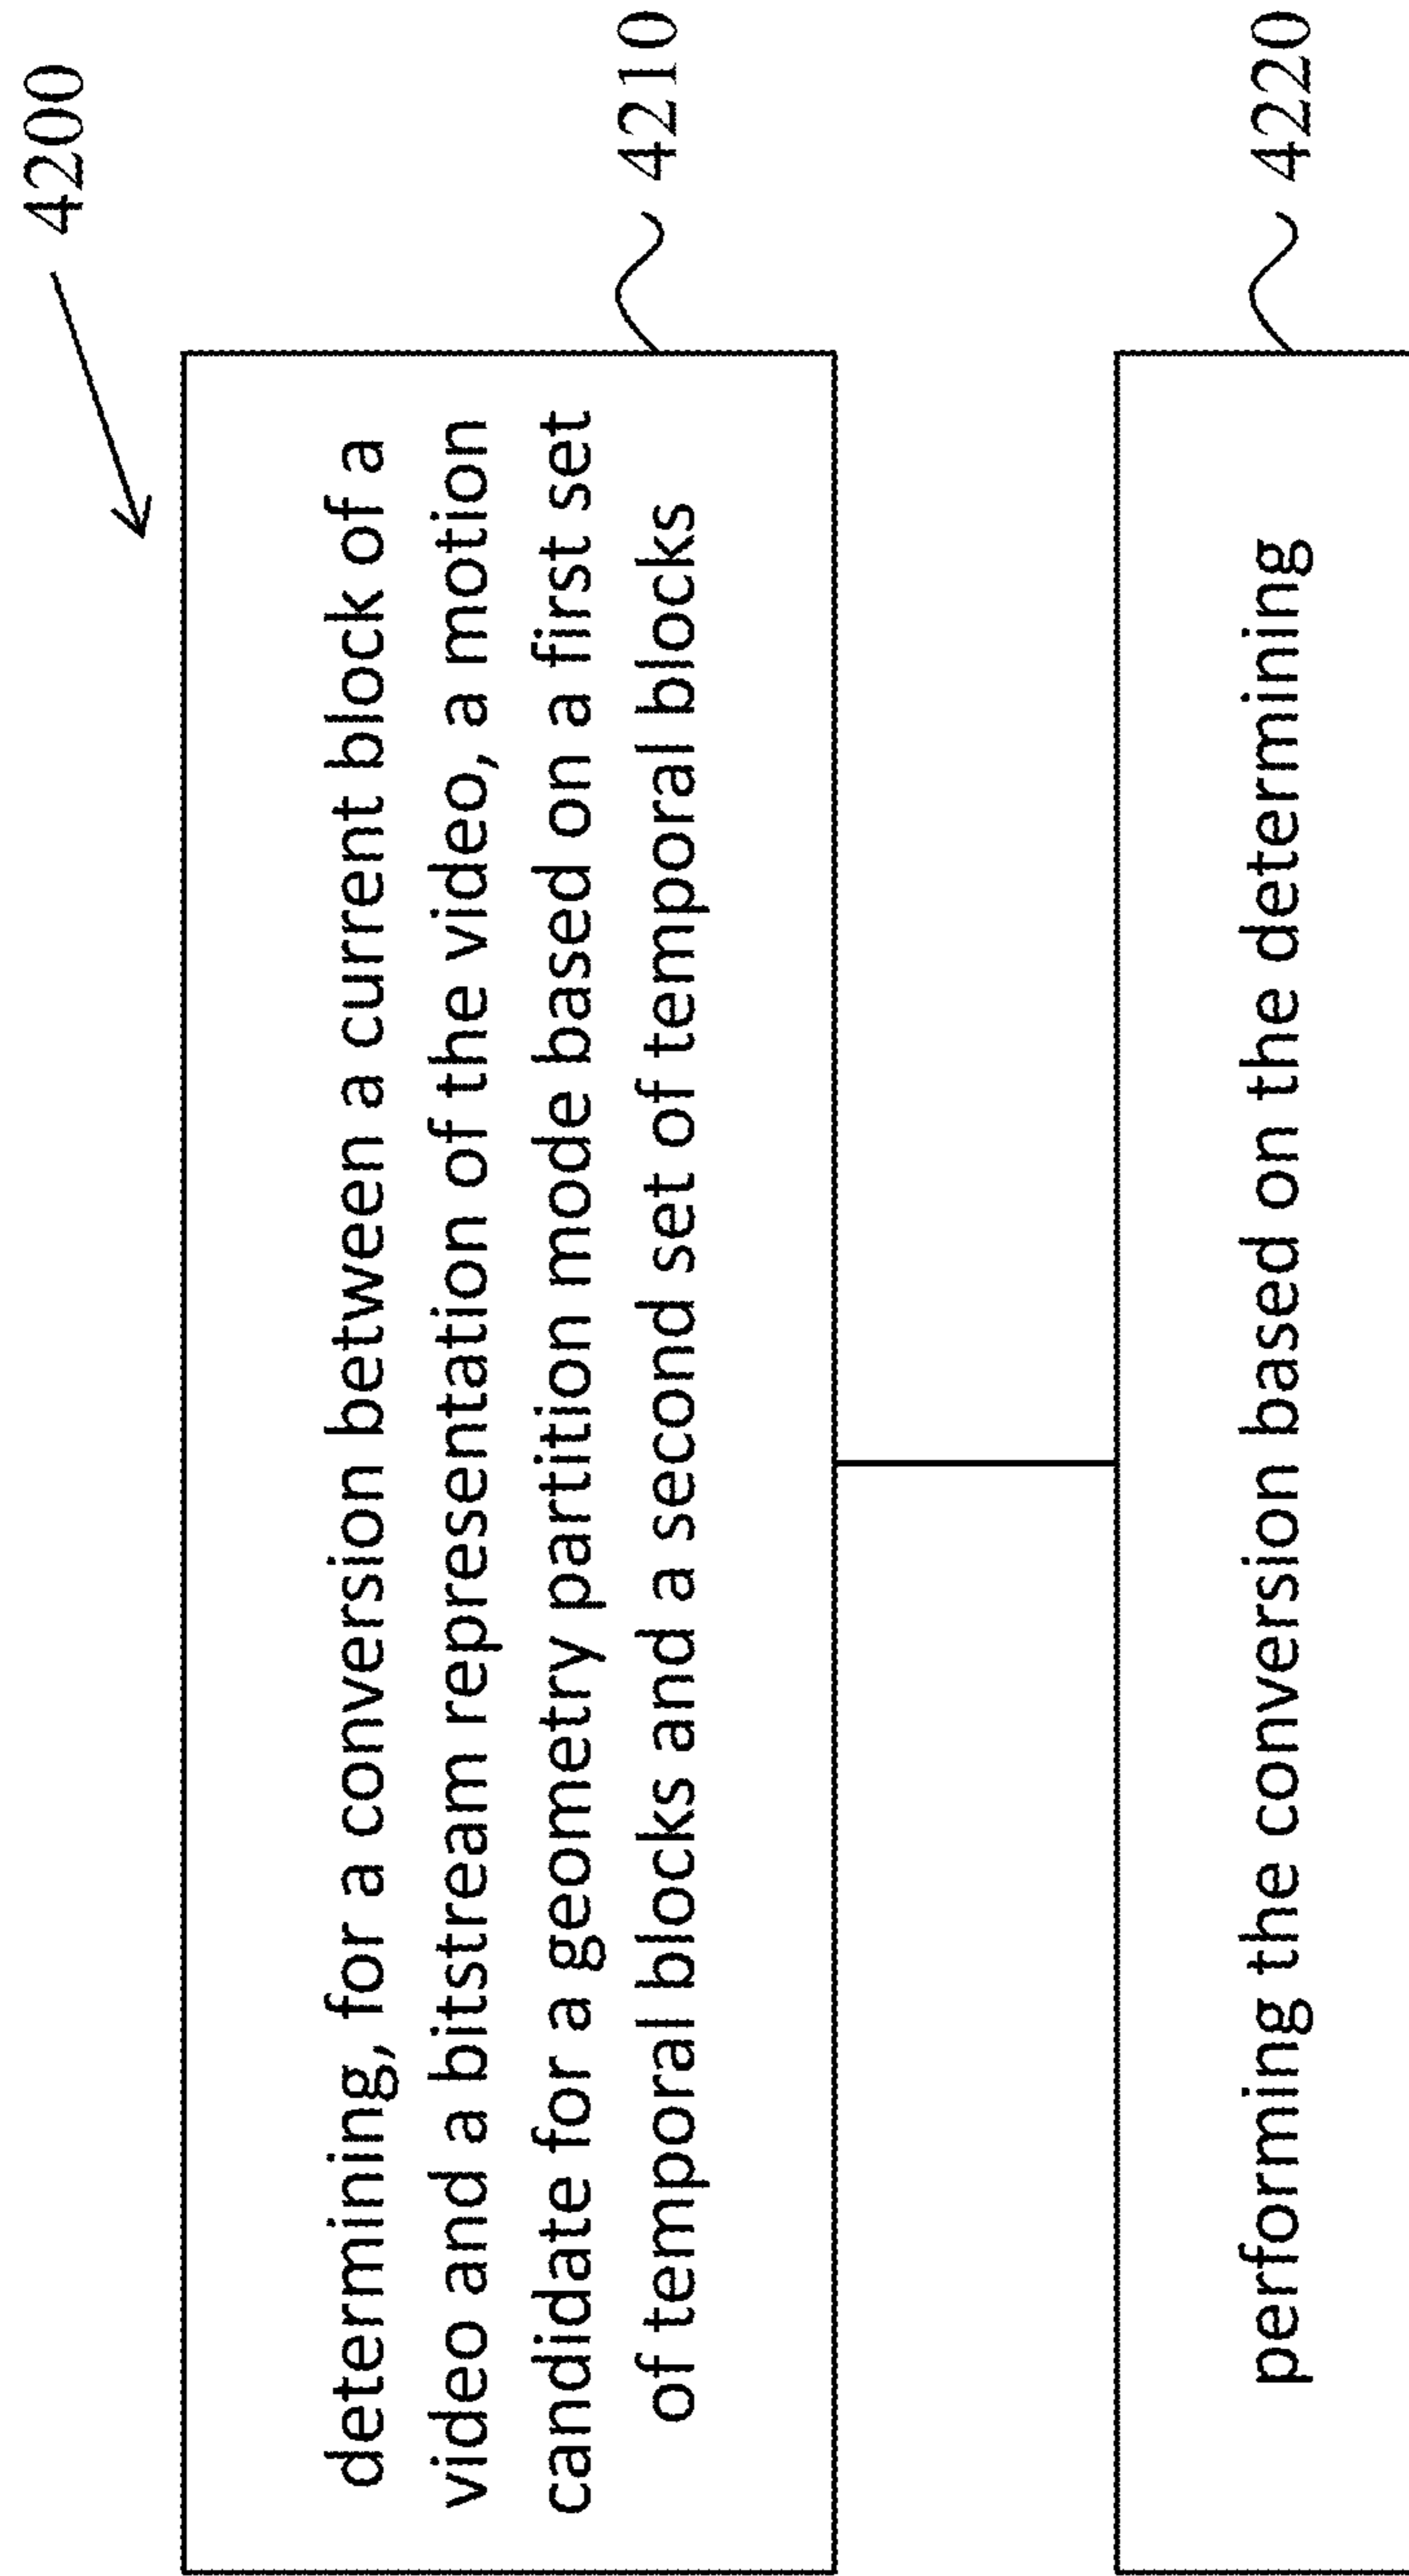 4200
determining, for a conversion between a current block of a
video and a bitstream representation of the video, a motion
candidate for a geometry partition mode based on a first set
of temporal blocks and a second set of temporal blocks
4210
performing the conversion based on the determining
4220